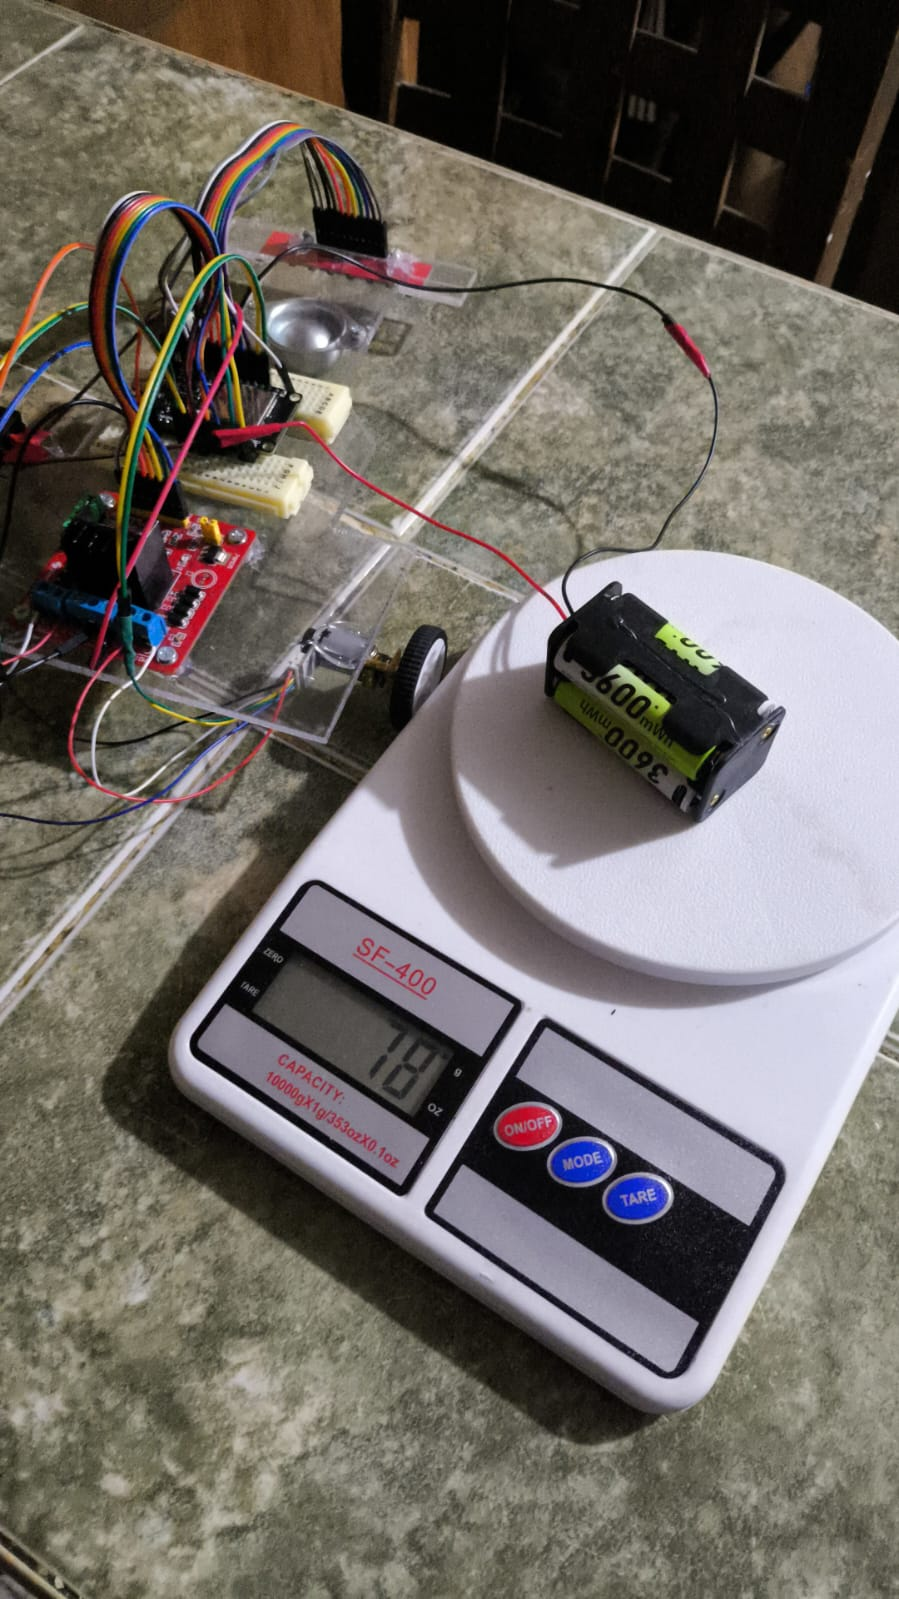 3600mWh
3600mWh
SF-400
ZERO
TARE
78
g
OZ
CAPACITY:
10000gX1g/353ozX0.1oz
ON/OFF
MODE
TARE